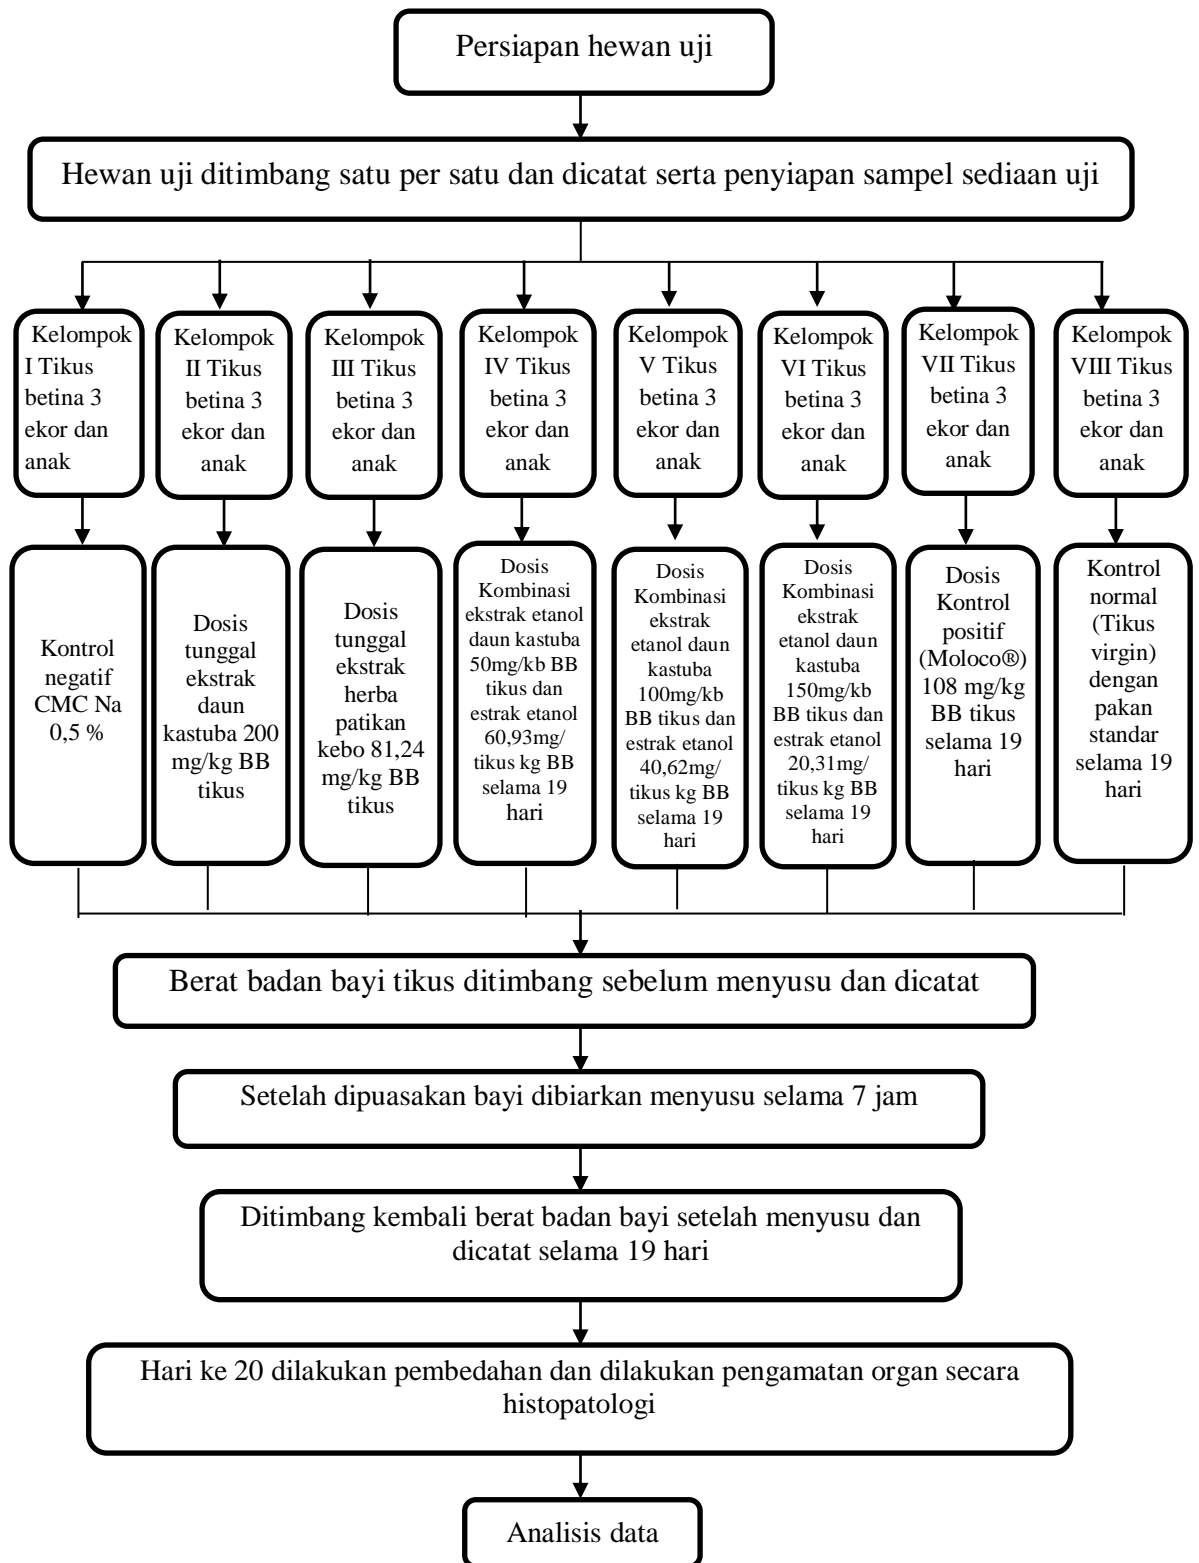 Persiapan hewan uji
Hewan uji ditimbang satu per satu dan dicatat serta penyiapan sampel sediaan uji
Kelompok
I Tikus
betina 3
ekor dan
anak
Kelompok
II Tikus
betina 3
ekor dan
anak
Kelompok
III Tikus
betina 3
ekor dan
anak
Kelompok
IV Tikus
betina 3
ekor dan
anak
Kelompok
V Tikus
betina 3
ekor dan
anak
Kelompok
VI Tikus
betina 3
ekor dan
anak
Kelompok
VII Tikus
betina 3
ekor dan
anak
Kelompok
VIII Tikus
betina 3
ekor dan
anak
Kontrol
negatif
CMC Na
0,5 %
Dosis
tunggal
ekstrak
daun
kastuba 200
mg/kg BB
tikus
Dosis
tunggal
ekstrak
herba
patikan
kebo 81,24
mg/kg BB
tikus
Dosis
Kombinasi
ekstrak etanol
daun kastuba
50mg/kb BB
tikus dan
estrak etanol
60,93mg/
tikus kg BB
selama 19
hari
Dosis
Kombinasi
ekstrak
etanol daun
kastuba
100mg/kb
BB tikus dan
estrak etanol
40,62mg/
tikus kg BB
selama 19
hari
Dosis
Kombinasi
ekstrak
etanol daun
kastuba
150mg/kb
BB tikus dan
estrak etanol
20,31mg/
tikus kg BB
selama 19
hari
Dosis
Kontrol
positif
(Moloco®)
108 mg/kg
BB tikus
selama 19
hari
Kontrol
normal
(Tikus
virgin)
dengan
pakan
standar
selama 19
hari
Berat badan bayi tikus ditimbang sebelum menyusu dan dicatat
Setelah dipuasakan bayi dibiarkan menyusu selama 7 jam
Ditimbang kembali berat badan bayi setelah menyusu dan
dicatat selama 19 hari
Hari ke 20 dilakukan pembedahan dan dilakukan pengamatan organ secara
histopatologi
Analisis data